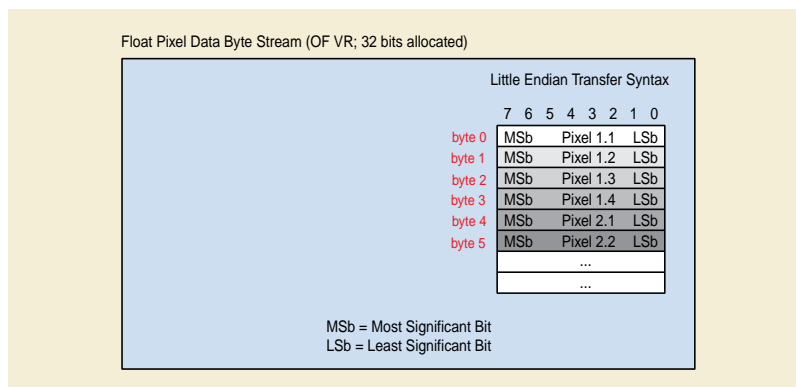 Float Pixel Data Byte Stream (OF VR; 32 bits allocated)
Little Endian Transfer Syntax
7 6 5 4 3 2 1 0
byte 0 MSb Pixel 1.1 LSb
byte 1 MSb Pixel 1.2 LSb
byte 2 MSb Pixel 1.3 LSb
byte 3 MSb Pixel 1.4 LSb
byte 4 MSb Pixel 2.1 LSb
byte 5 MSb Pixel 2.2 LSb
...
...
MSb = Most Significant Bit
LSb = Least Significant Bit